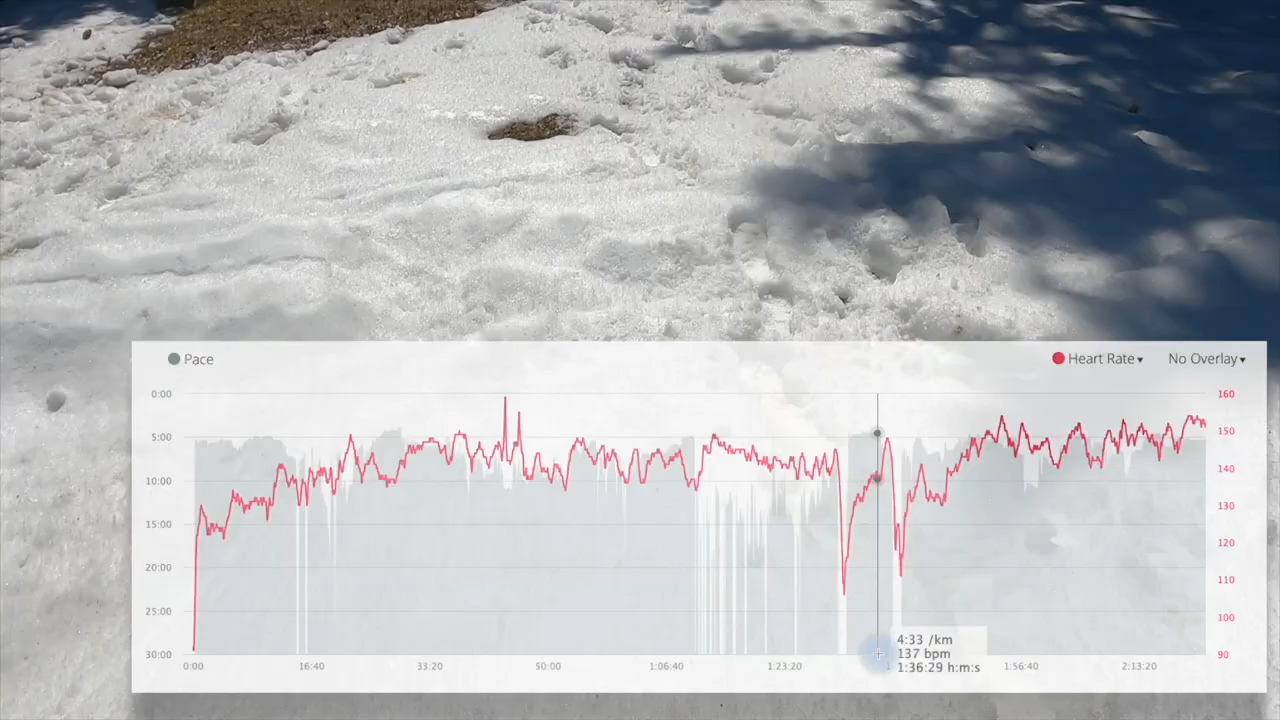 Pace
Heart Rate▾ No Overlay▾
0:00 160
5:00 150
10:00 140
15:00 130
20:00 120
25:00 110
100
30:00 90
4:33 /km
137 bpm
1:36:29 h:m:s
0:00 16:40 33:20 50:00 1:06:40 1:23:20 1:56:40 2:13:20